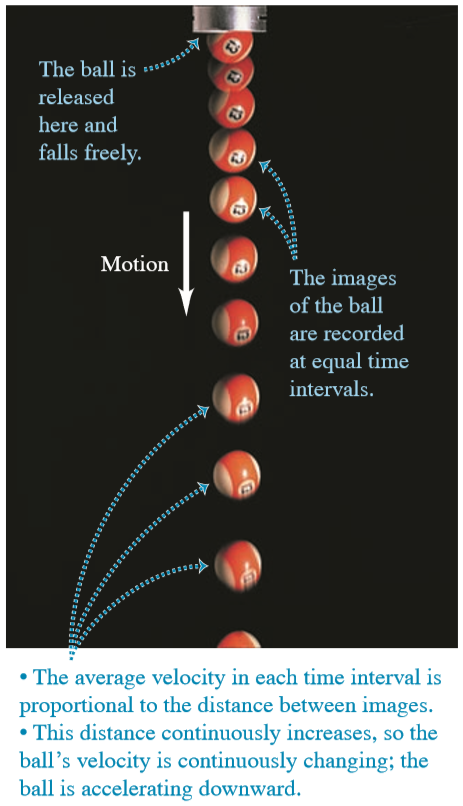 The ball is
released
here and
falls freely.
Motion
The images
of the ball
are recorded
at equal time
intervals.
• The average velocity in each time interval is
proportional to the distance between images.
• This distance continuously increases, so the
ball’s velocity is continuously changing; the
ball is accelerating downward.